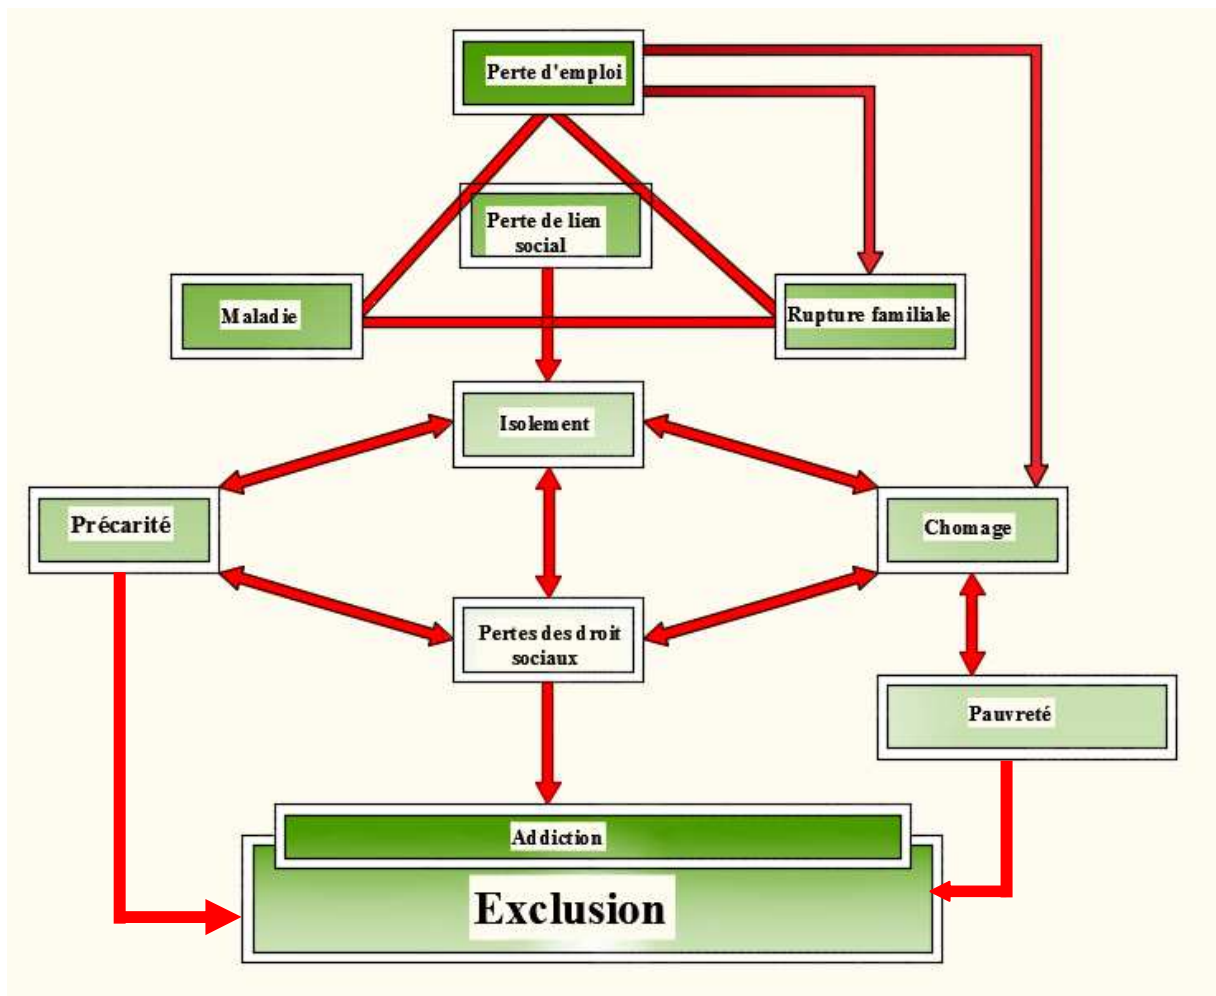 Perte d'emploi
Perte de lien
social
Maladie
Rupture familiale
Isolement
Précarité
Chomage
Pertes des droit
sociaux
Pauvreté
Addiction
Exclusion